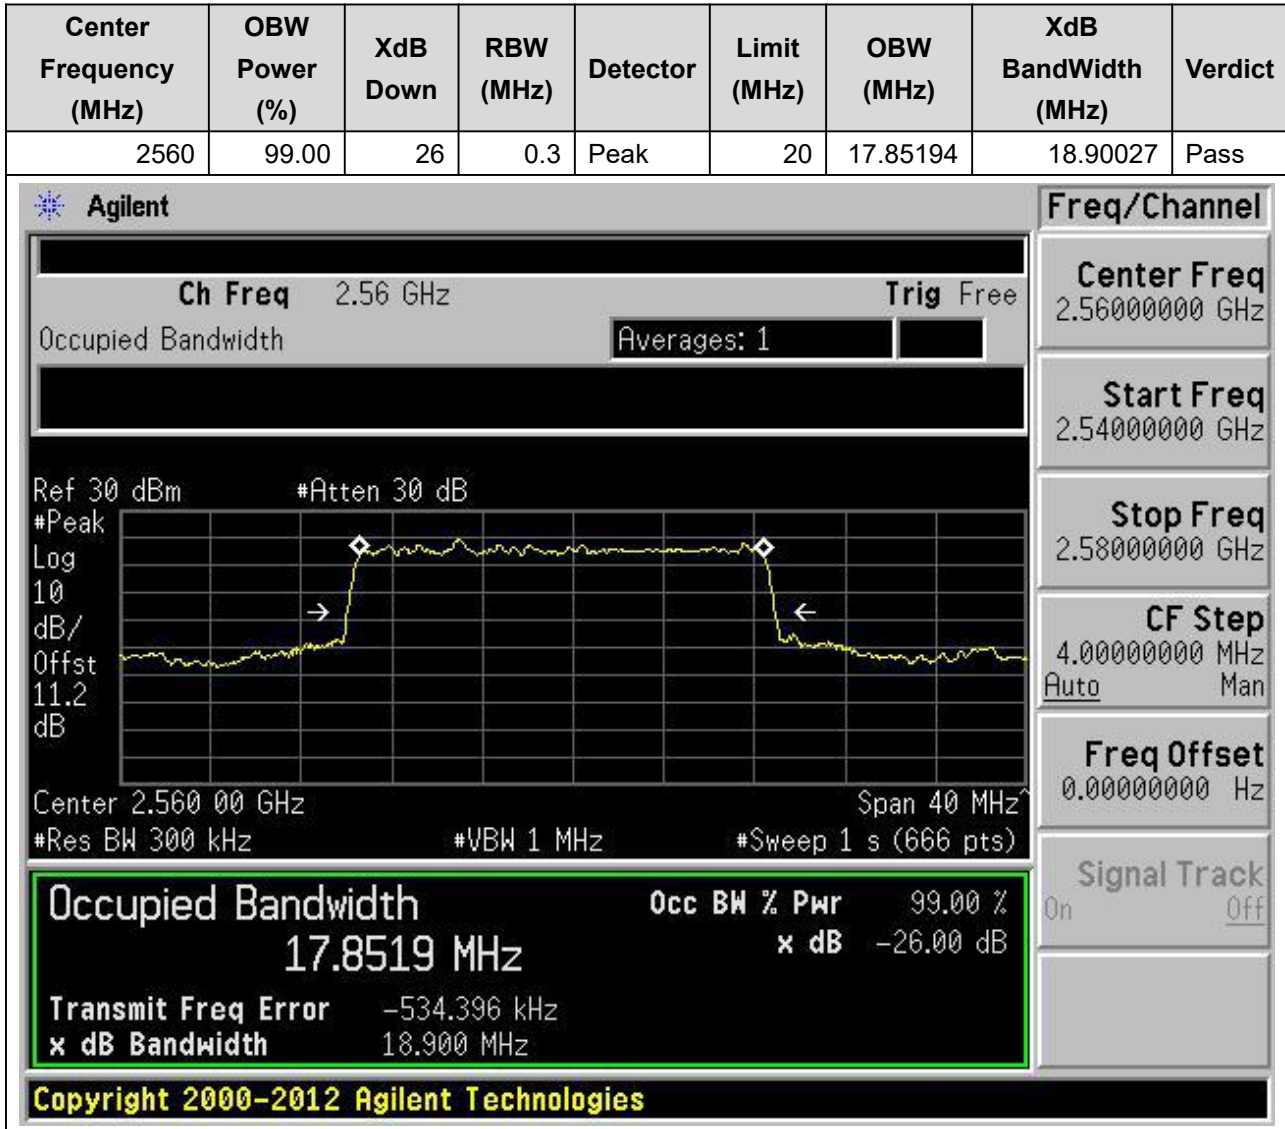 Center Frequency (MHz) OBW Power (%) XdB Down RBW (MHz) Detector Limit (MHz) OBW (MHz) XdB BandWidth (MHz) Verdict
2560 99.00 26 0.3 Peak 20 17.85194 18.90027 Pass
Agilent
Ch Freq 2.56 GHz Trig Free
Occupied Bandwidth Averages: 1
Ref 30 dBm #Atten 30 dB
#Peak
Log
10
dB/
Offst
11.2
dB
Center 2.560 00 GHz Span 40 MHz^
#Res BW 300 kHz #VBW 1 MHz #Sweep 1 s (666 pts)
Occupied Bandwidth Occ BW % Pwr 99.00 %
17.8519 MHz x dB -26.00 dB
Transmit Freq Error -534.396 kHz
x dB Bandwidth 18.900 MHz
Copyright 2000-2012 Agilent Technologies
Freq/Channel
Center Freq
2.56000000 GHz
Start Freq
2.54000000 GHz
Stop Freq
2.58000000 GHz
CF Step
4.00000000 MHz
Auto Man
Freq Offset
0.00000000 Hz
Signal Track
On Off